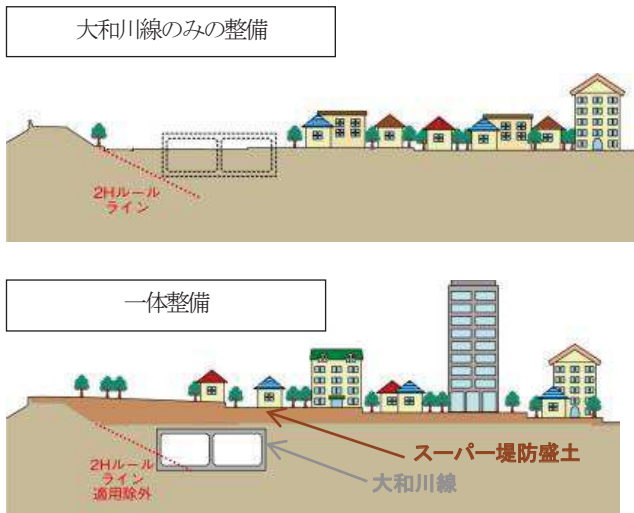 大和川線のみの整備
2Hルール
ライン
一体整備
スーパー堤防盛土
大和川線
2Hルール
ライン
適用除外